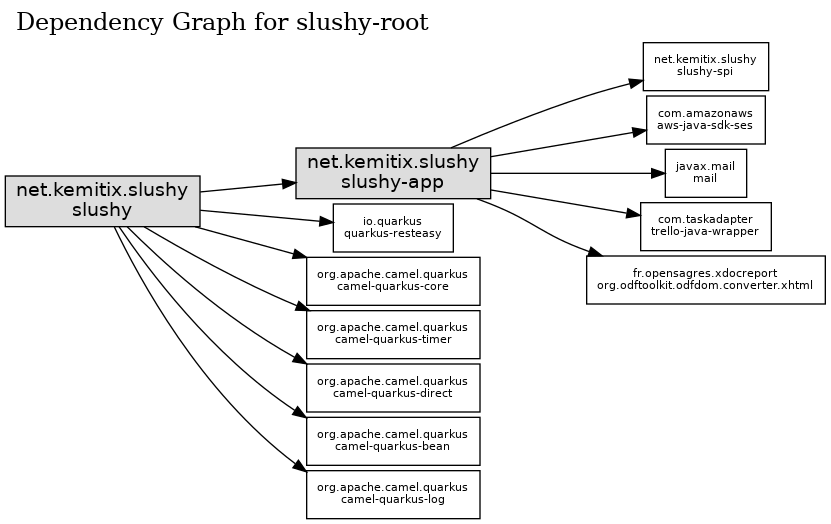 Dependency Graph for slushy-root
net.kemitix.slushy
slushy
net.kemitix.slushy
slushy-app
io.quarkus
quarkus-resteasy
org.apache.camel.quarkus
camel-quarkus-core
org.apache.camel.quarkus
camel-quarkus-timer
org.apache.camel.quarkus
camel-quarkus-direct
org.apache.camel.quarkus
camel-quarkus-bean
org.apache.camel.quarkus
camel-quarkus-log
net.kemitix.slushy
slushy-spi
com.amazonaws
aws-java-sdk-ses
javax.mail
mail
com.taskadapter
trello-java-wrapper
fr.opensagres.xdocreport
org.odftoolkit.odfdom.converter.xhtml